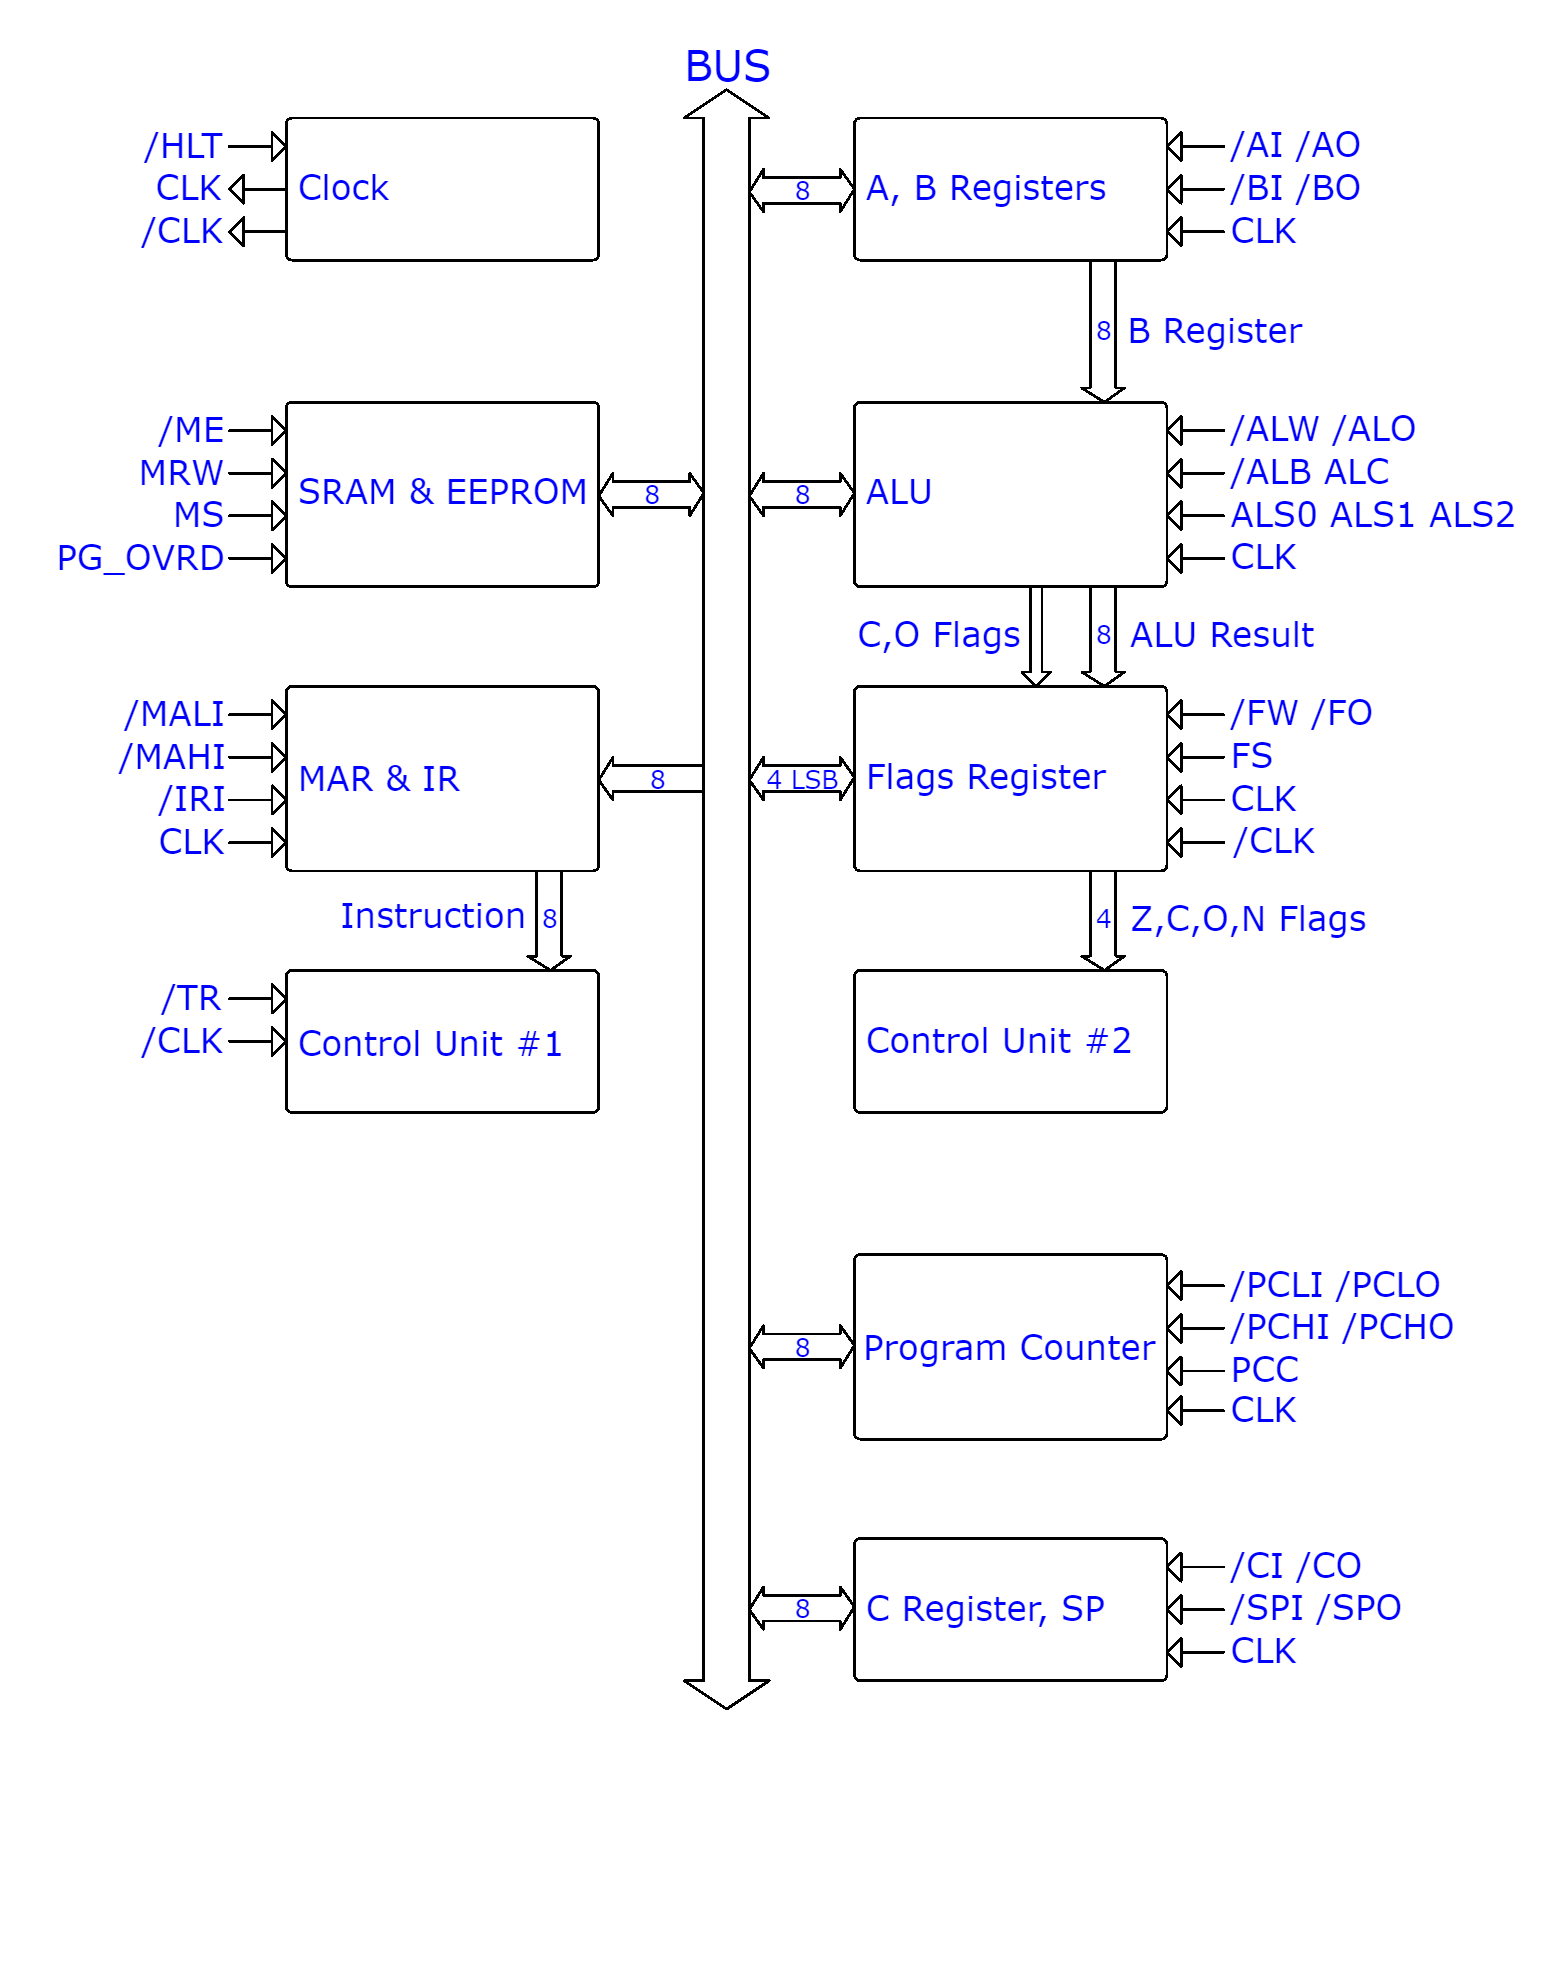 BUS
/HLT
CLK
/CLK
Clock
8
A, B Registers
/AI /AO
/BI /BO
CLK
8
B Register
/ME
MRW
MS
PG_OVRD
SRAM & EEPROM
8
8
ALU
/ALW /ALO
/ALB ALC
ALS0 ALS1 ALS2
CLK
C,O Flags
8
ALU Result
/MALI
/MAHI
/IRI
CLK
MAR & IR
8
4 LSB
Flags Register
/FW /FO
FS
CLK
/CLK
Instruction
8
4
Z,C,O,N Flags
/TR
/CLK
Control Unit #1
Control Unit #2
8
Program Counter
/PCLI /PCLO
/PCHI /PCHO
PCC
CLK
8
C Register, SP
/CI /CO
/SPI /SPO
CLK